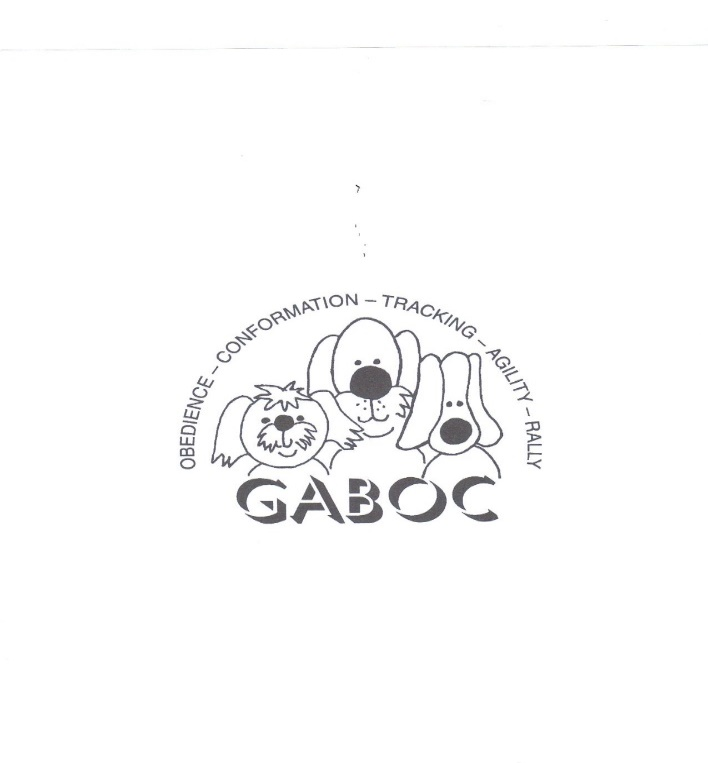 OBEDIENCE – CONFORMATION – TRACKING – AGILITY – RALLY
GABOC